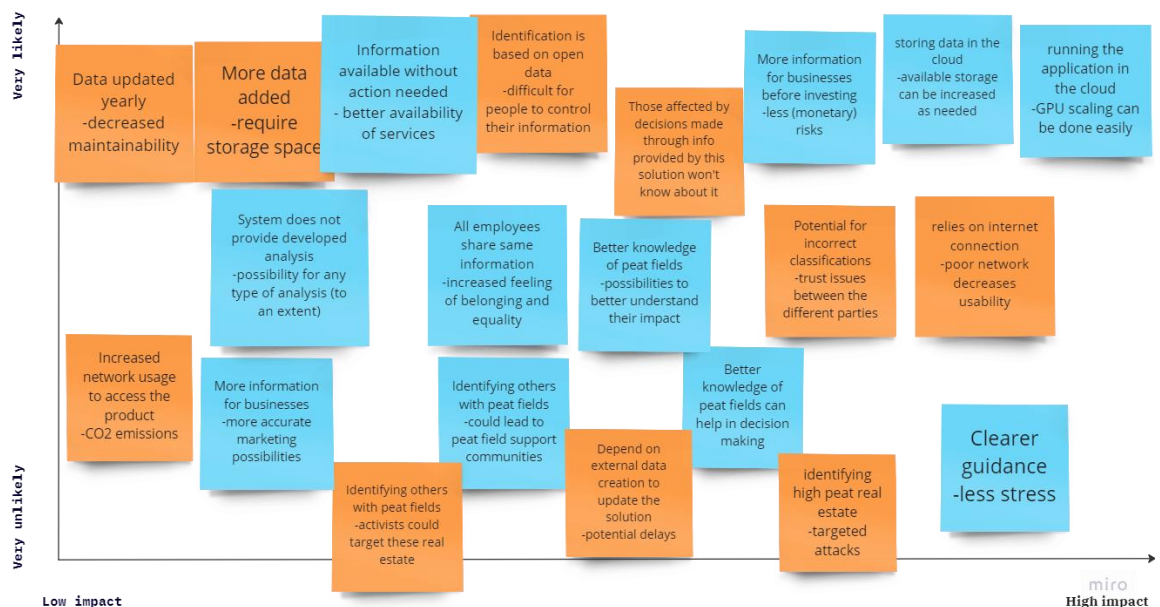 Very likely
Data updated
yearly
-decreased
maintainability
More data
added
-require
storage space
Information
available without
action needed
- better availability
of services
Identification is
based on open
data
-difficult for
people to control
their information
Those affected by
decisions made
through info
provided by this
solution won't
know about it
More information
for businesses
before investing
-less (monetary)
risks
storing data in the
cloud
-available storage
can be increased
as needed
running the
application in
the cloud
-GPU scaling can
be done easily
System does not
provide developed
analysis
-possibility for any
type of analysis (to
an extent)
All employees
share same
information
-increased feeling
of belonging and
equality
Better knowledge
of peat fields
-possibilities to
better understand
their impact
Potential for
incorrect
classifications
-trust issues
between the
different parties
relies on internet
connection
-poor network
decreases
usability
Increased
network usage
to access the
product
-CO2 emissions
More information
for businesses
-more accurate
marketing
possibilities
Identifying others
with peat fields
-could lead to
peat field support
communities
Better
knowledge of
peat fields can
help in decision
making
Clearer
guidance
-less stress
Identifying others
with peat fields
-activists could
target these real
estate
Depend on
external data
creation to
update the
solution
-potential delays
identifying
high peat real
estate
-targeted
attacks
Very unlikely
Low impact
miro
High impact